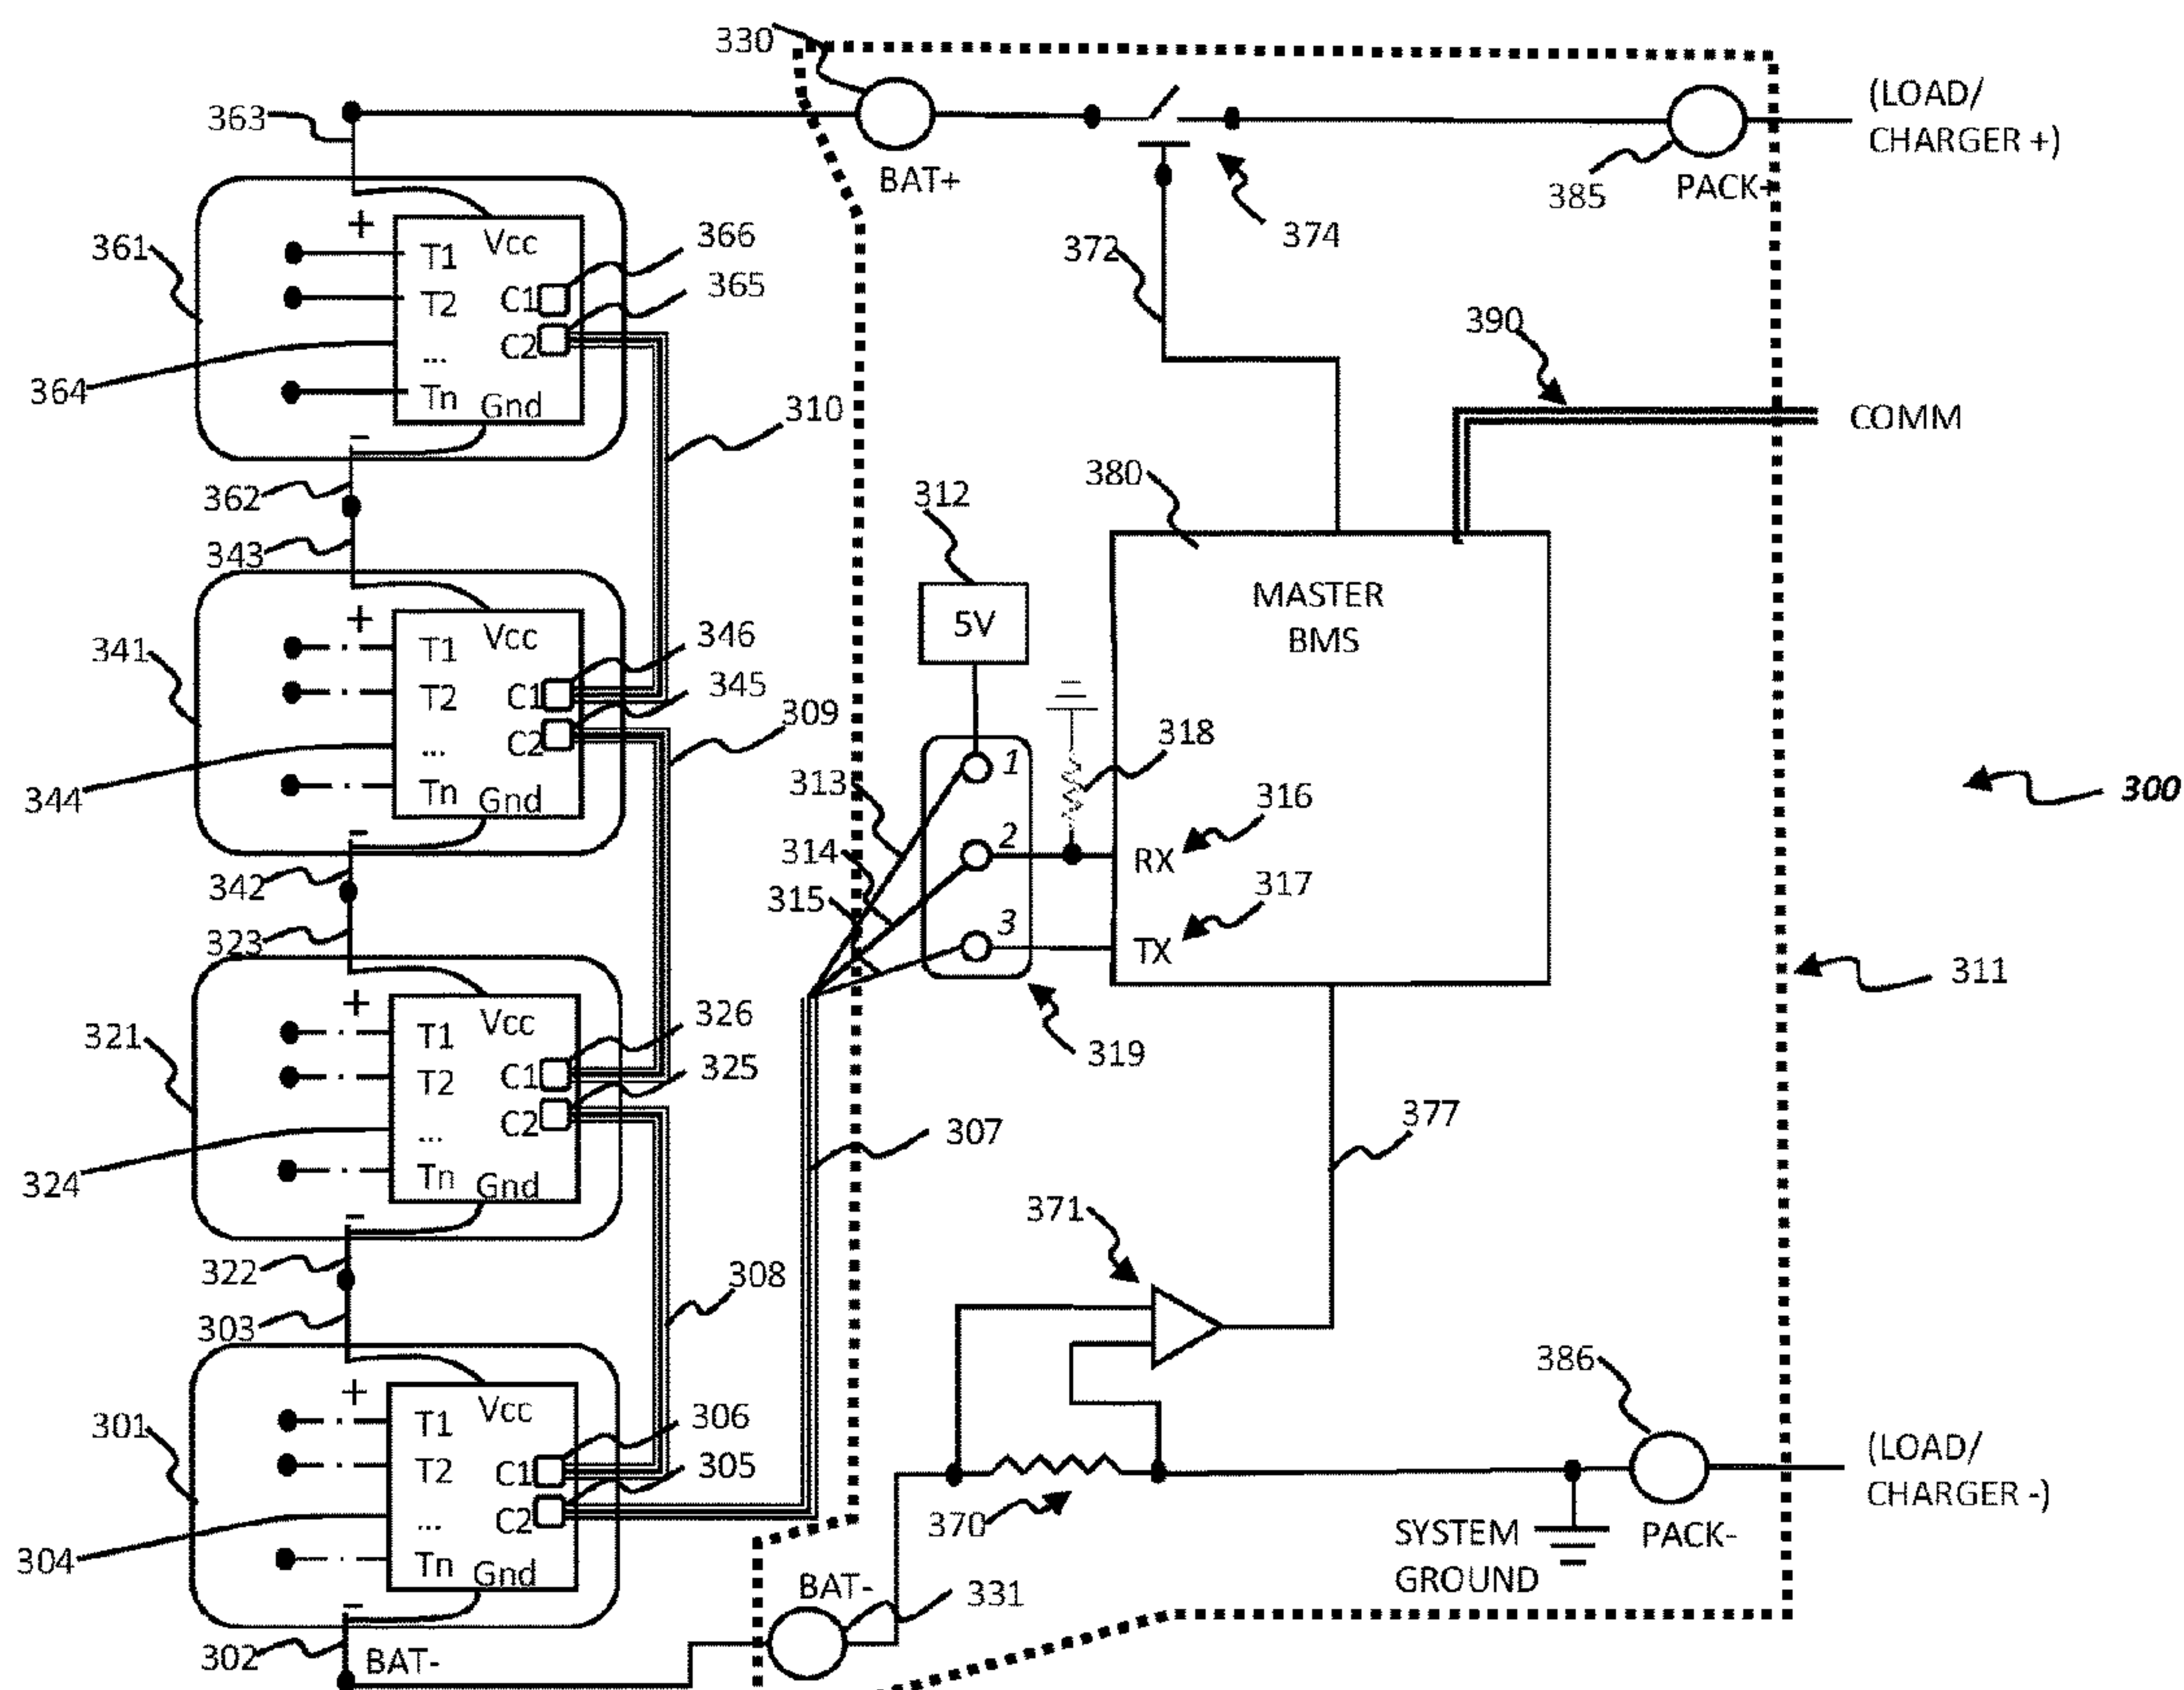 330
(LOAD/
CHARGER +)
363
BAT+
385
PACK+
374
372
361
+
Vcc
T1
T2
...
Tn
Gnd
C1
C2
366
365
364
−
310
390
COMM
362
343
380
312
5V
MASTER
BMS
341
+
Vcc
T1
T2
...
Tn
Gnd
C1
C2
346
345
309
344
−
313
314
315
1
2
3
318
316
RX
317
TX
300
342
323
319
311
321
+
Vcc
T1
T2
...
Tn
Gnd
C1
C2
326
325
324
−
307
377
322
303
308
371
386
301
+
Vcc
T1
T2
...
Tn
Gnd
C1
C2
306
305
304
−
370
SYSTEM
GROUND
PACK-
(LOAD/
CHARGER -)
302
BAT-
BAT-
331